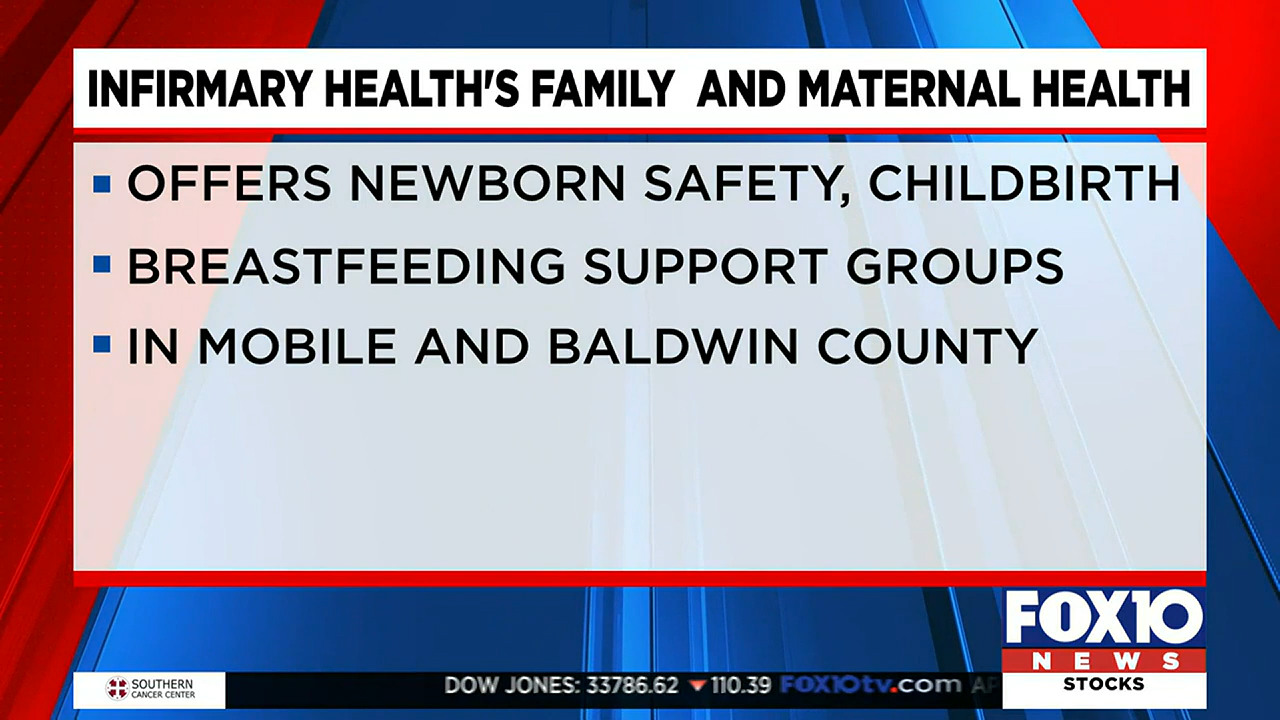 INFIRMARY HEALTH'S FAMILY AND MATERNAL HEALTH
OFFERS NEWBORN SAFETY, CHILDBIRTH
BREASTFEEDING SUPPORT GROUPS
IN MOBILE AND BALDWIN COUNTY
FOX10
NEWS
STOCKS
SOUTHERN
CANCER CENTER
DOW JONES: 33786.62 ▼110.39 FOX10tv.com